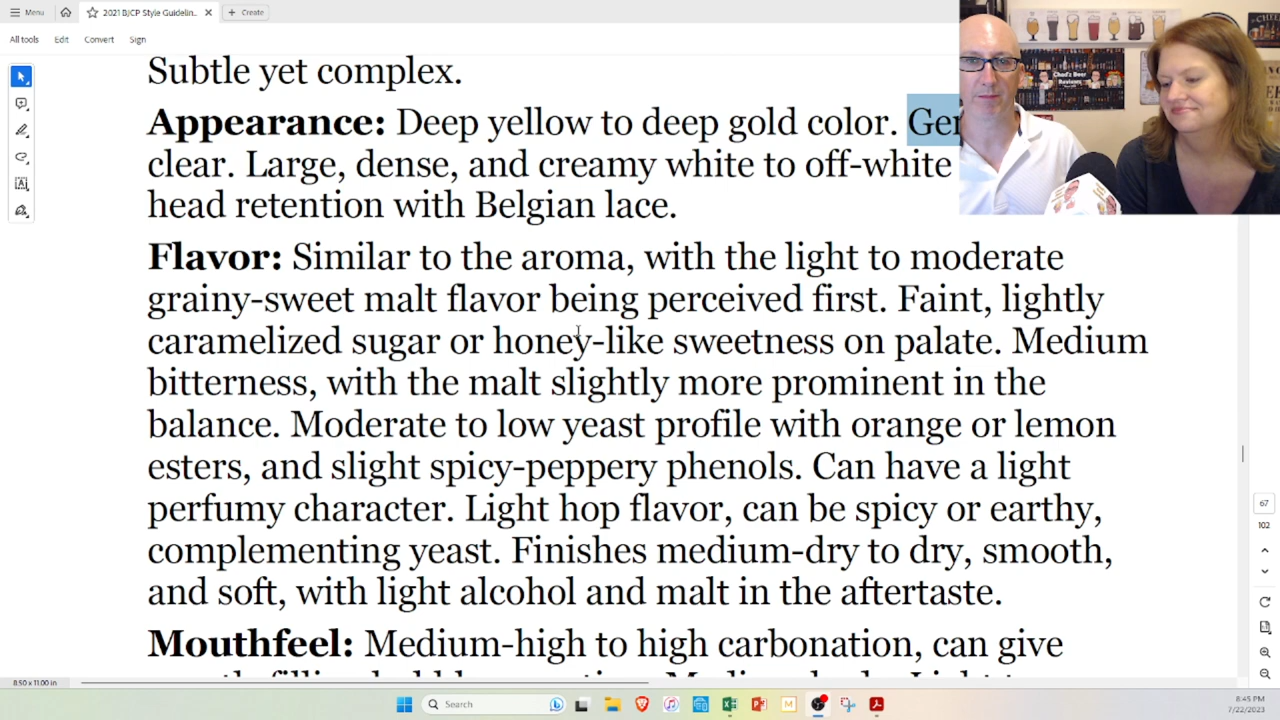 Menu
2021 BJCP Style Guidelin...
Create
All tools
Edit
Convert
Sign
Subtle yet complex.
Appearance: Deep yellow to deep gold color. Gen
clear. Large, dense, and creamy white to off-white
head retention with Belgian lace.
Flavor: Similar to the aroma, with the light to moderate
grainy-sweet malt flavor being perceived first. Faint, lightly
caramelized sugar or honey-like sweetness on palate. Medium
bitterness, with the malt slightly more prominent in the
balance. Moderate to low yeast profile with orange or lemon
esters, and slight spicy-peppery phenols. Can have a light
perfumy character. Light hop flavor, can be spicy or earthy,
complementing yeast. Finishes medium-dry to dry, smooth,
and soft, with light alcohol and malt in the aftertaste.
Mouthfeel: Medium-high to high carbonation, can give
Chad'z Beer
Reviews
67
102
8.50 x 11.00 in
Search
8:45 PM
7/22/2023